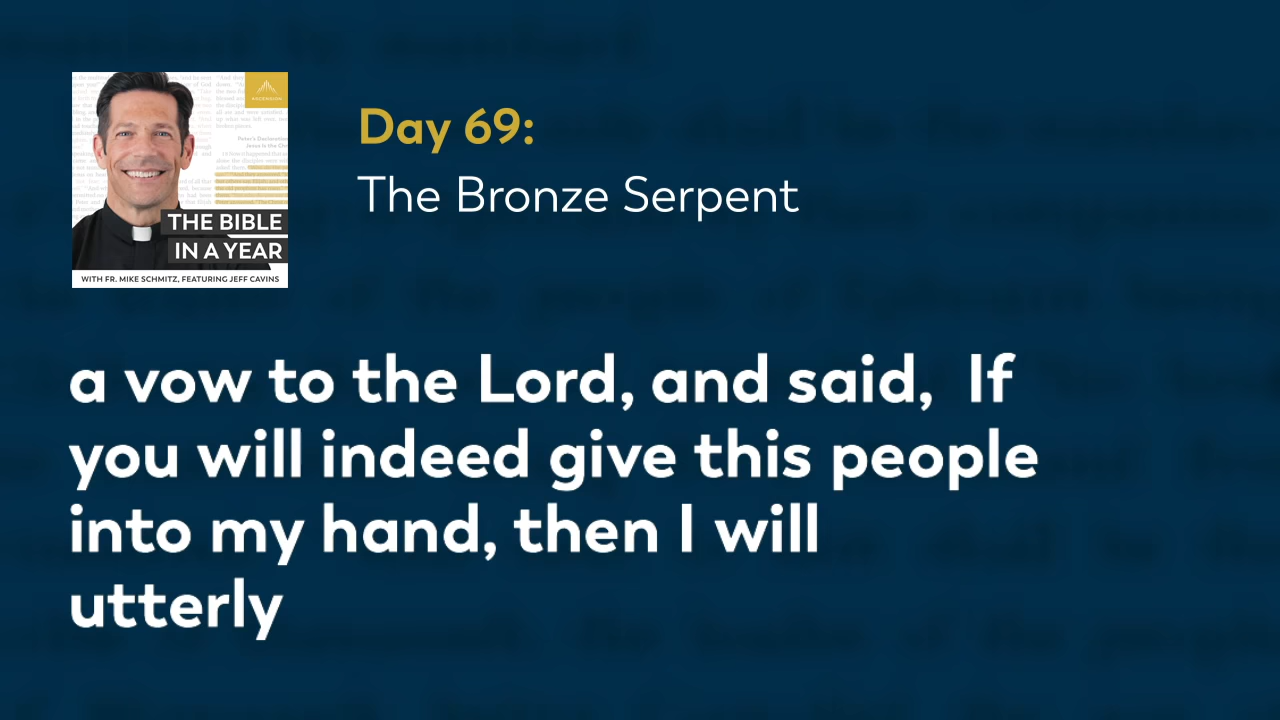 ASCENSION
THE BIBLE
IN A YEAR
WITH FR. MIKE SCHMITZ, FEATURING JEFF CAVINS
Day 69:
The Bronze Serpent
a vow to the Lord, and said,  If
you will indeed give this people
into my hand, then I will
utterly